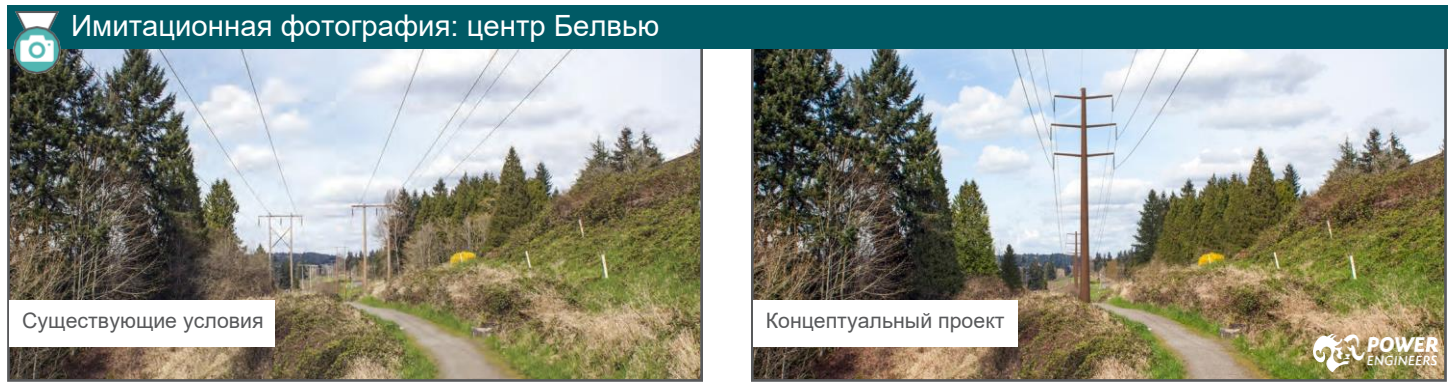 Имитационная фотография: центр Белвью
Существующие условия
Концептуальный проект
POWER
ENGINEERS